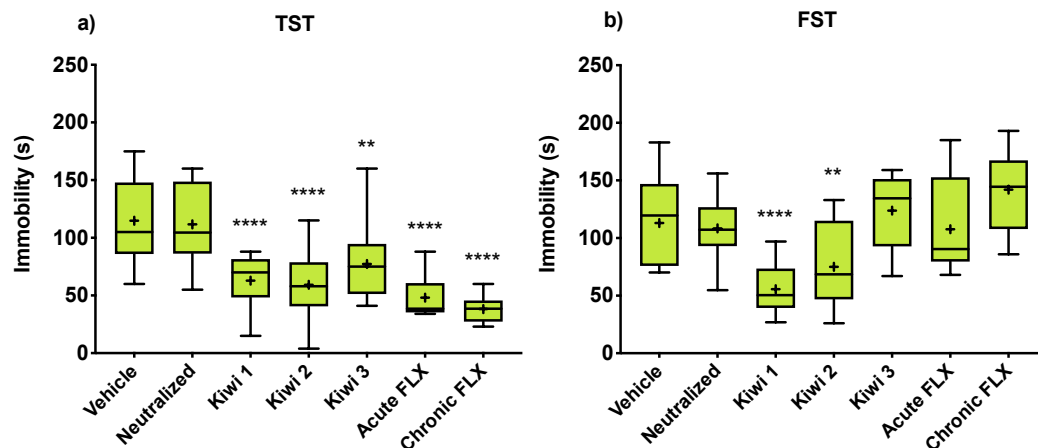 a) TST
Immobility (s)
250
200
150
100
50
0
**
****
****
****
****
Vehicle
Neutralized
Kiwi 1
Kiwi 2
Kiwi 3
Acute FLX
Chronic FLX
b) FST
Immobility (s)
250
200
150
100
50
0
**
****
Vehicle
Neutralized
Kiwi 1
Kiwi 2
Kiwi 3
Acute FLX
Chronic FLX